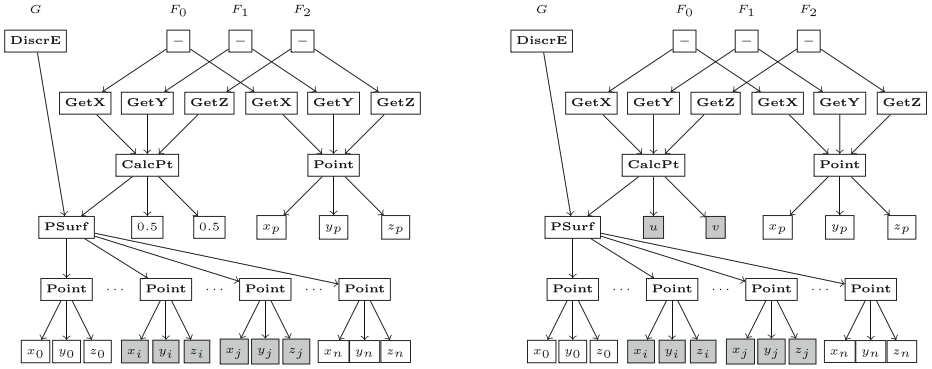 G F₀ F₁ F₂ G F₀ F₁ F₂
DiscrE − − − DiscrE − − −
GetX GetY GetZ GetX GetY GetZ GetX GetY GetZ GetX GetY GetZ
CalcPt Point CalcPt Point
PSurf 0.5 0.5 xₚ yₚ zₚ PSurf u v xₚ yₚ zₚ
Point ... Point ... Point ... Point Point ... Point ... Point ... Point
x₀ y₀ z₀ xᵢ yᵢ zᵢ xⱼ yⱼ zⱼ xₙ yₙ zₙ x₀ y₀ z₀ xᵢ yᵢ zᵢ xⱼ yⱼ zⱼ xₙ yₙ zₙ